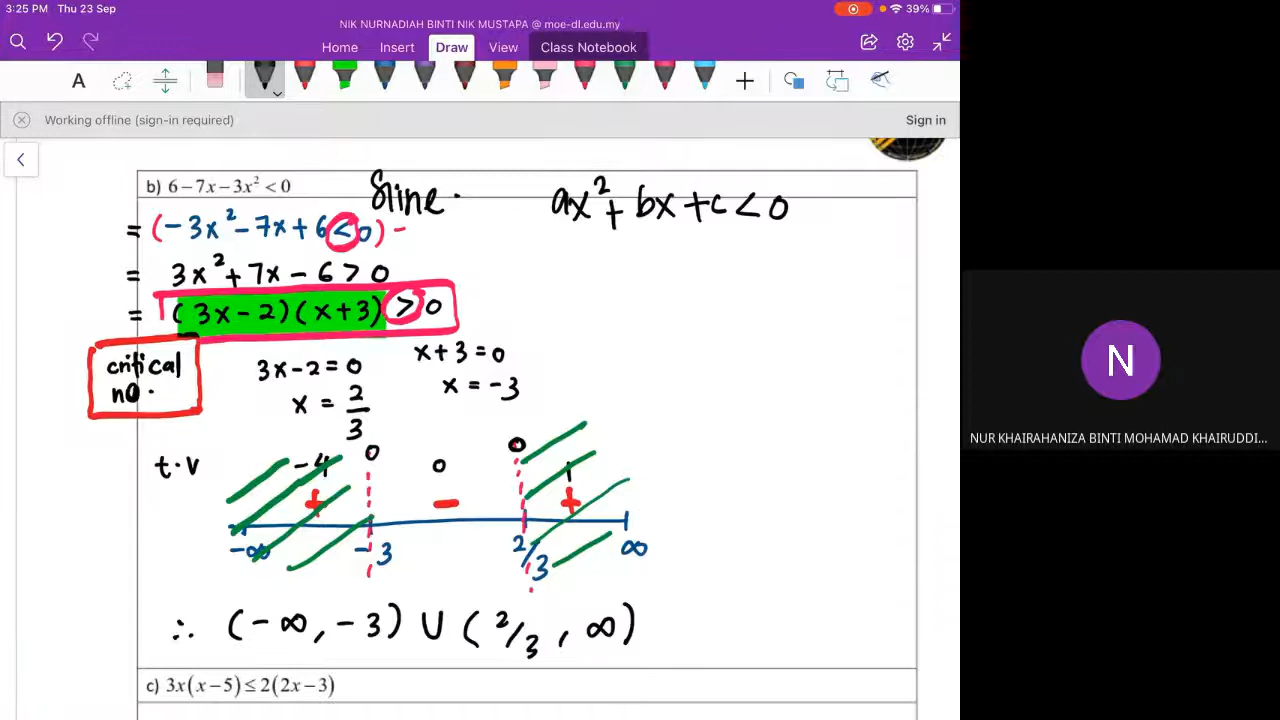 3:25 PM Thu 23 Sep
39%
NIK NURNADIAH BINTI NIK MUSTAPA @ moe-dl.edu.my
Home Insert Draw View Class Notebook
A
Working offline (sign-in required) Sign in
b) 6 – 7x – 3x² < 0
ax² + bx + c < 0
= (-3x² - 7x + 6 < 0) -
= 3x² + 7x - 6 > 0
= (3x - 2)(x + 3) > 0
critical
no.
3x - 2 = 0 x + 3 = 0
x = 2/3 x = -3
t.v -4 0 0 0 1
+ - +
-∞ -3 2/3 ∞
∴ (-∞, -3) ∪ (2/3, ∞)
c) 3x(x – 5) ≤ 2(2x – 3)
N
NUR KHAIRAHANIZA BINTI MOHAMAD KHAIRUDDI...